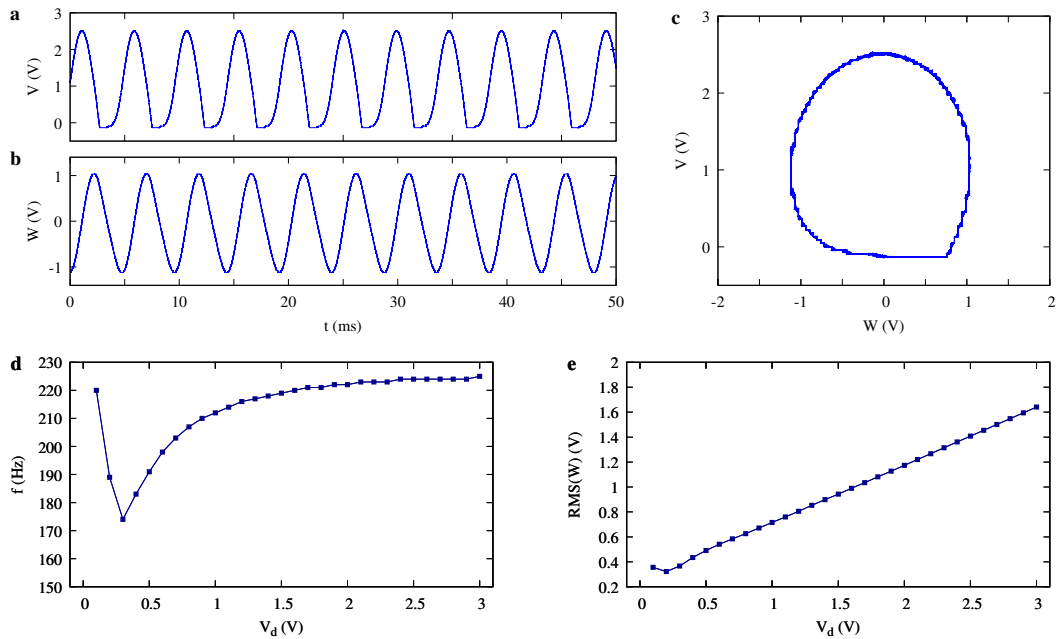 a
V (V)
3
2
1
0
b
W (V)
1
0
-1
0 10 20 30 40 50
t (ms)
c
V (V)
3
2
1
0
-2 -1 0 1 2
W (V)
d
f (Hz)
230
220
210
200
190
180
170
160
150
0 0.5 1 1.5 2 2.5 3
V_d (V)
e
RMS(W) (V)
2
1.8
1.6
1.4
1.2
1
0.8
0.6
0.4
0.2
0 0.5 1 1.5 2 2.5 3
V_d (V)